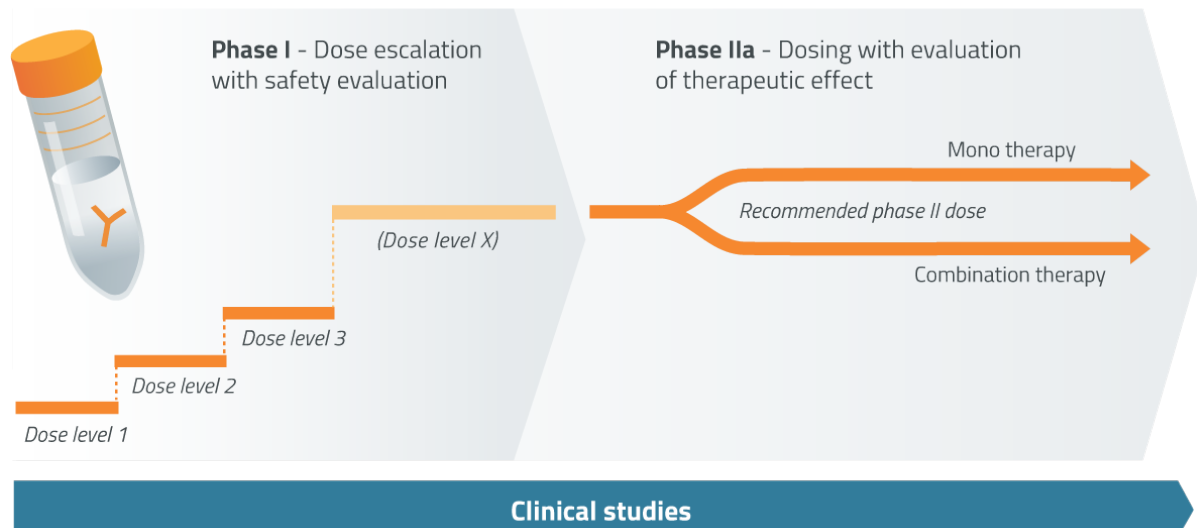 Phase I - Dose escalation
with safety evaluation
Phase IIa - Dosing with evaluation
of therapeutic effect
Mono therapy
Recommended phase II dose
(Dose level X)
Combination therapy
Dose level 3
Dose level 2
Dose level 1
Clinical studies